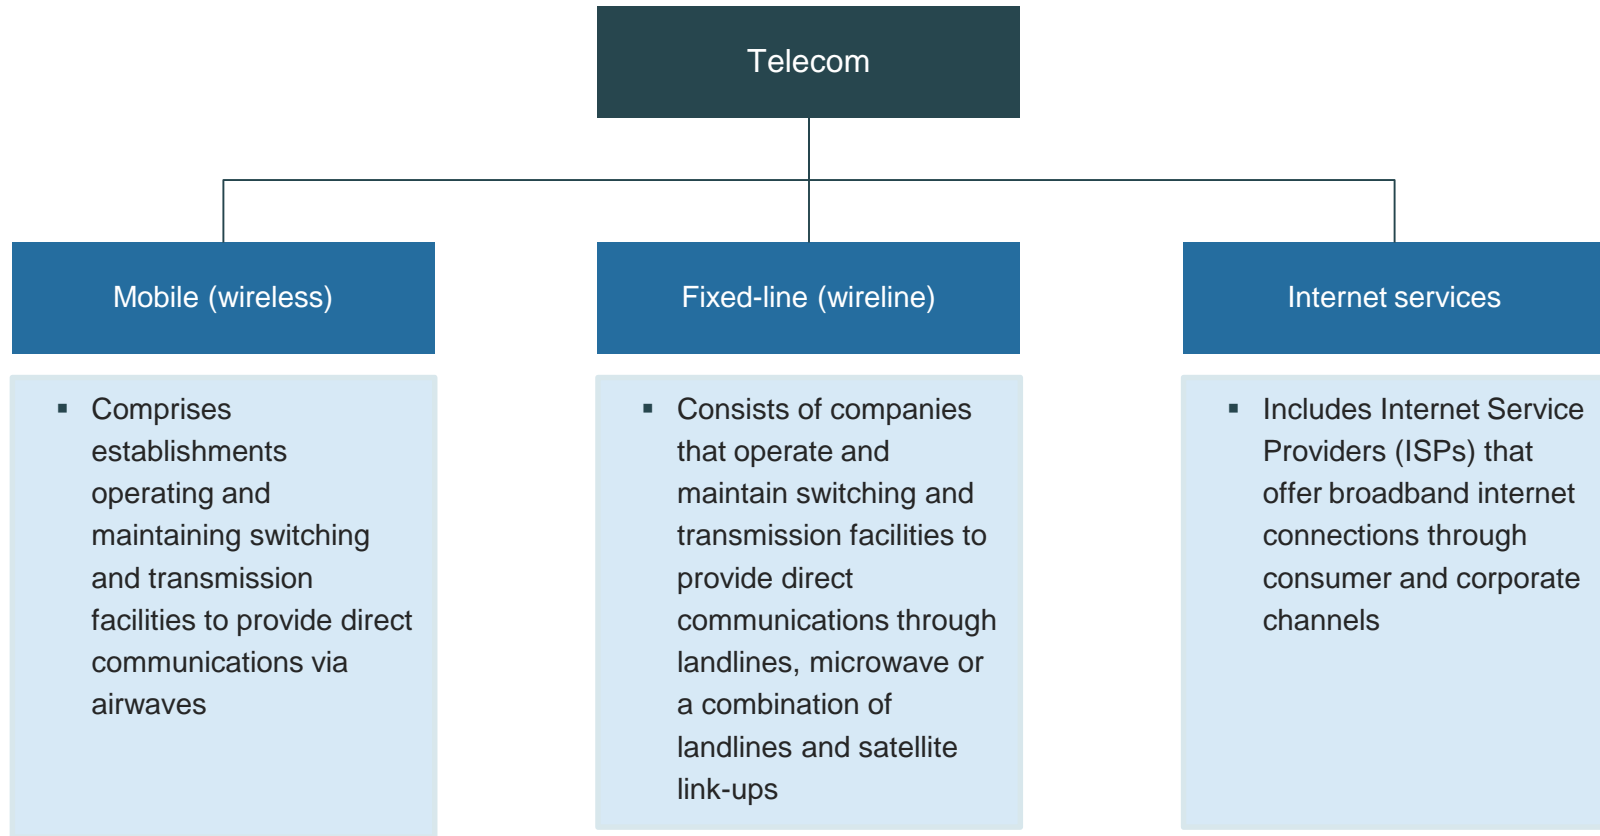 Telecom
Mobile (wireless)
Fixed-line (wireline)
Internet services
▪ Comprises
establishments
operating and
maintaining switching
and transmission
facilities to provide direct
communications via
airwaves
▪ Consists of companies
that operate and
maintain switching and
transmission facilities to
provide direct
communications through
landlines, microwave or
a combination of
landlines and satellite
link-ups
▪ Includes Internet Service
Providers (ISPs) that
offer broadband internet
connections through
consumer and corporate
channels